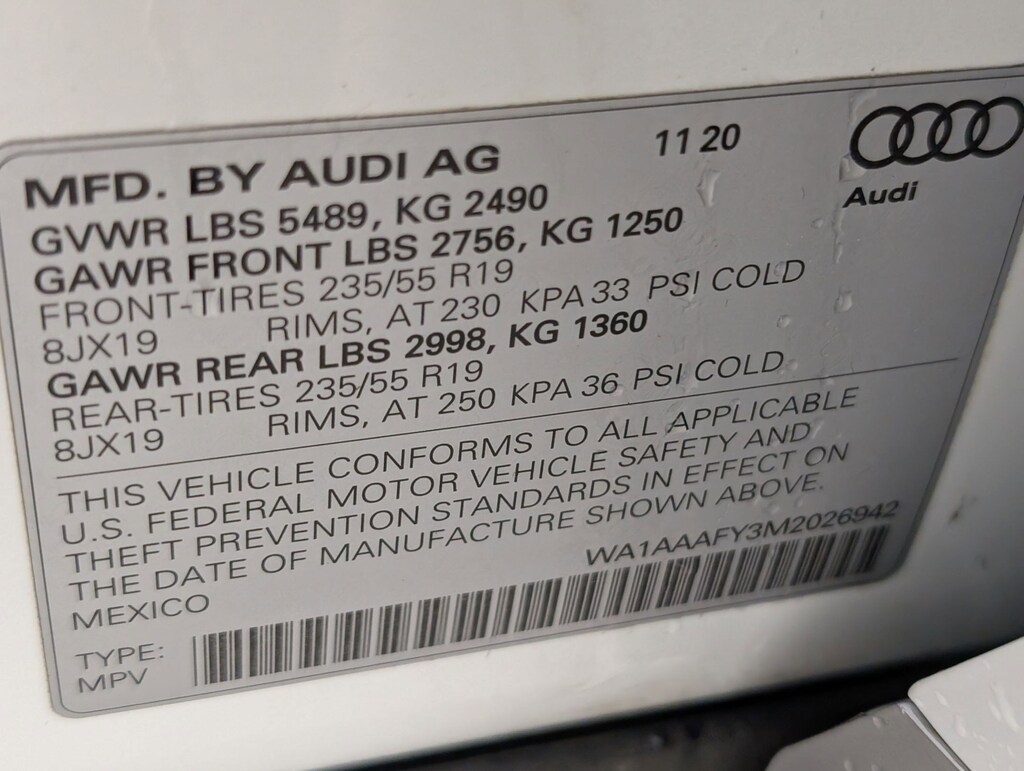 MFD. BY AUDI AG 11 20
Audi
GVWR LBS 5489, KG 2490
GAWR FRONT LBS 2756, KG 1250
FRONT-TIRES 235/55 R19
8JX19 RIMS, AT 230 KPA 33 PSI COLD
GAWR REAR LBS 2998, KG 1360
REAR-TIRES 235/55 R19
8JX19 RIMS, AT 250 KPA 36 PSI COLD
THIS VEHICLE CONFORMS TO ALL APPLICABLE
U.S. FEDERAL MOTOR VEHICLE SAFETY AND
THEFT PREVENTION STANDARDS IN EFFECT ON
THE DATE OF MANUFACTURE SHOWN ABOVE.
MEXICO WA1AAAFY3M2026942
TYPE:
MPV